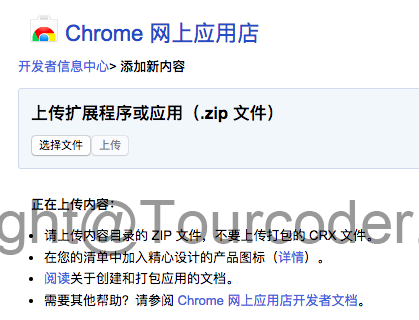 Chrome 网上应用店
开发者信息中心> 添加新内容
上传扩展程序或应用（.zip 文件）
选择文件 上传
正在上传内容：
ght@Tourcoder.
• 请上传内容目录的 ZIP 文件，不要上传打包的 CRX 文件。
• 在您的清单中加入精心设计的产品图标（详情）。
• 阅读关于创建和打包应用的文档。
• 需要其他帮助？请参阅 Chrome 网上应用店开发者文档。